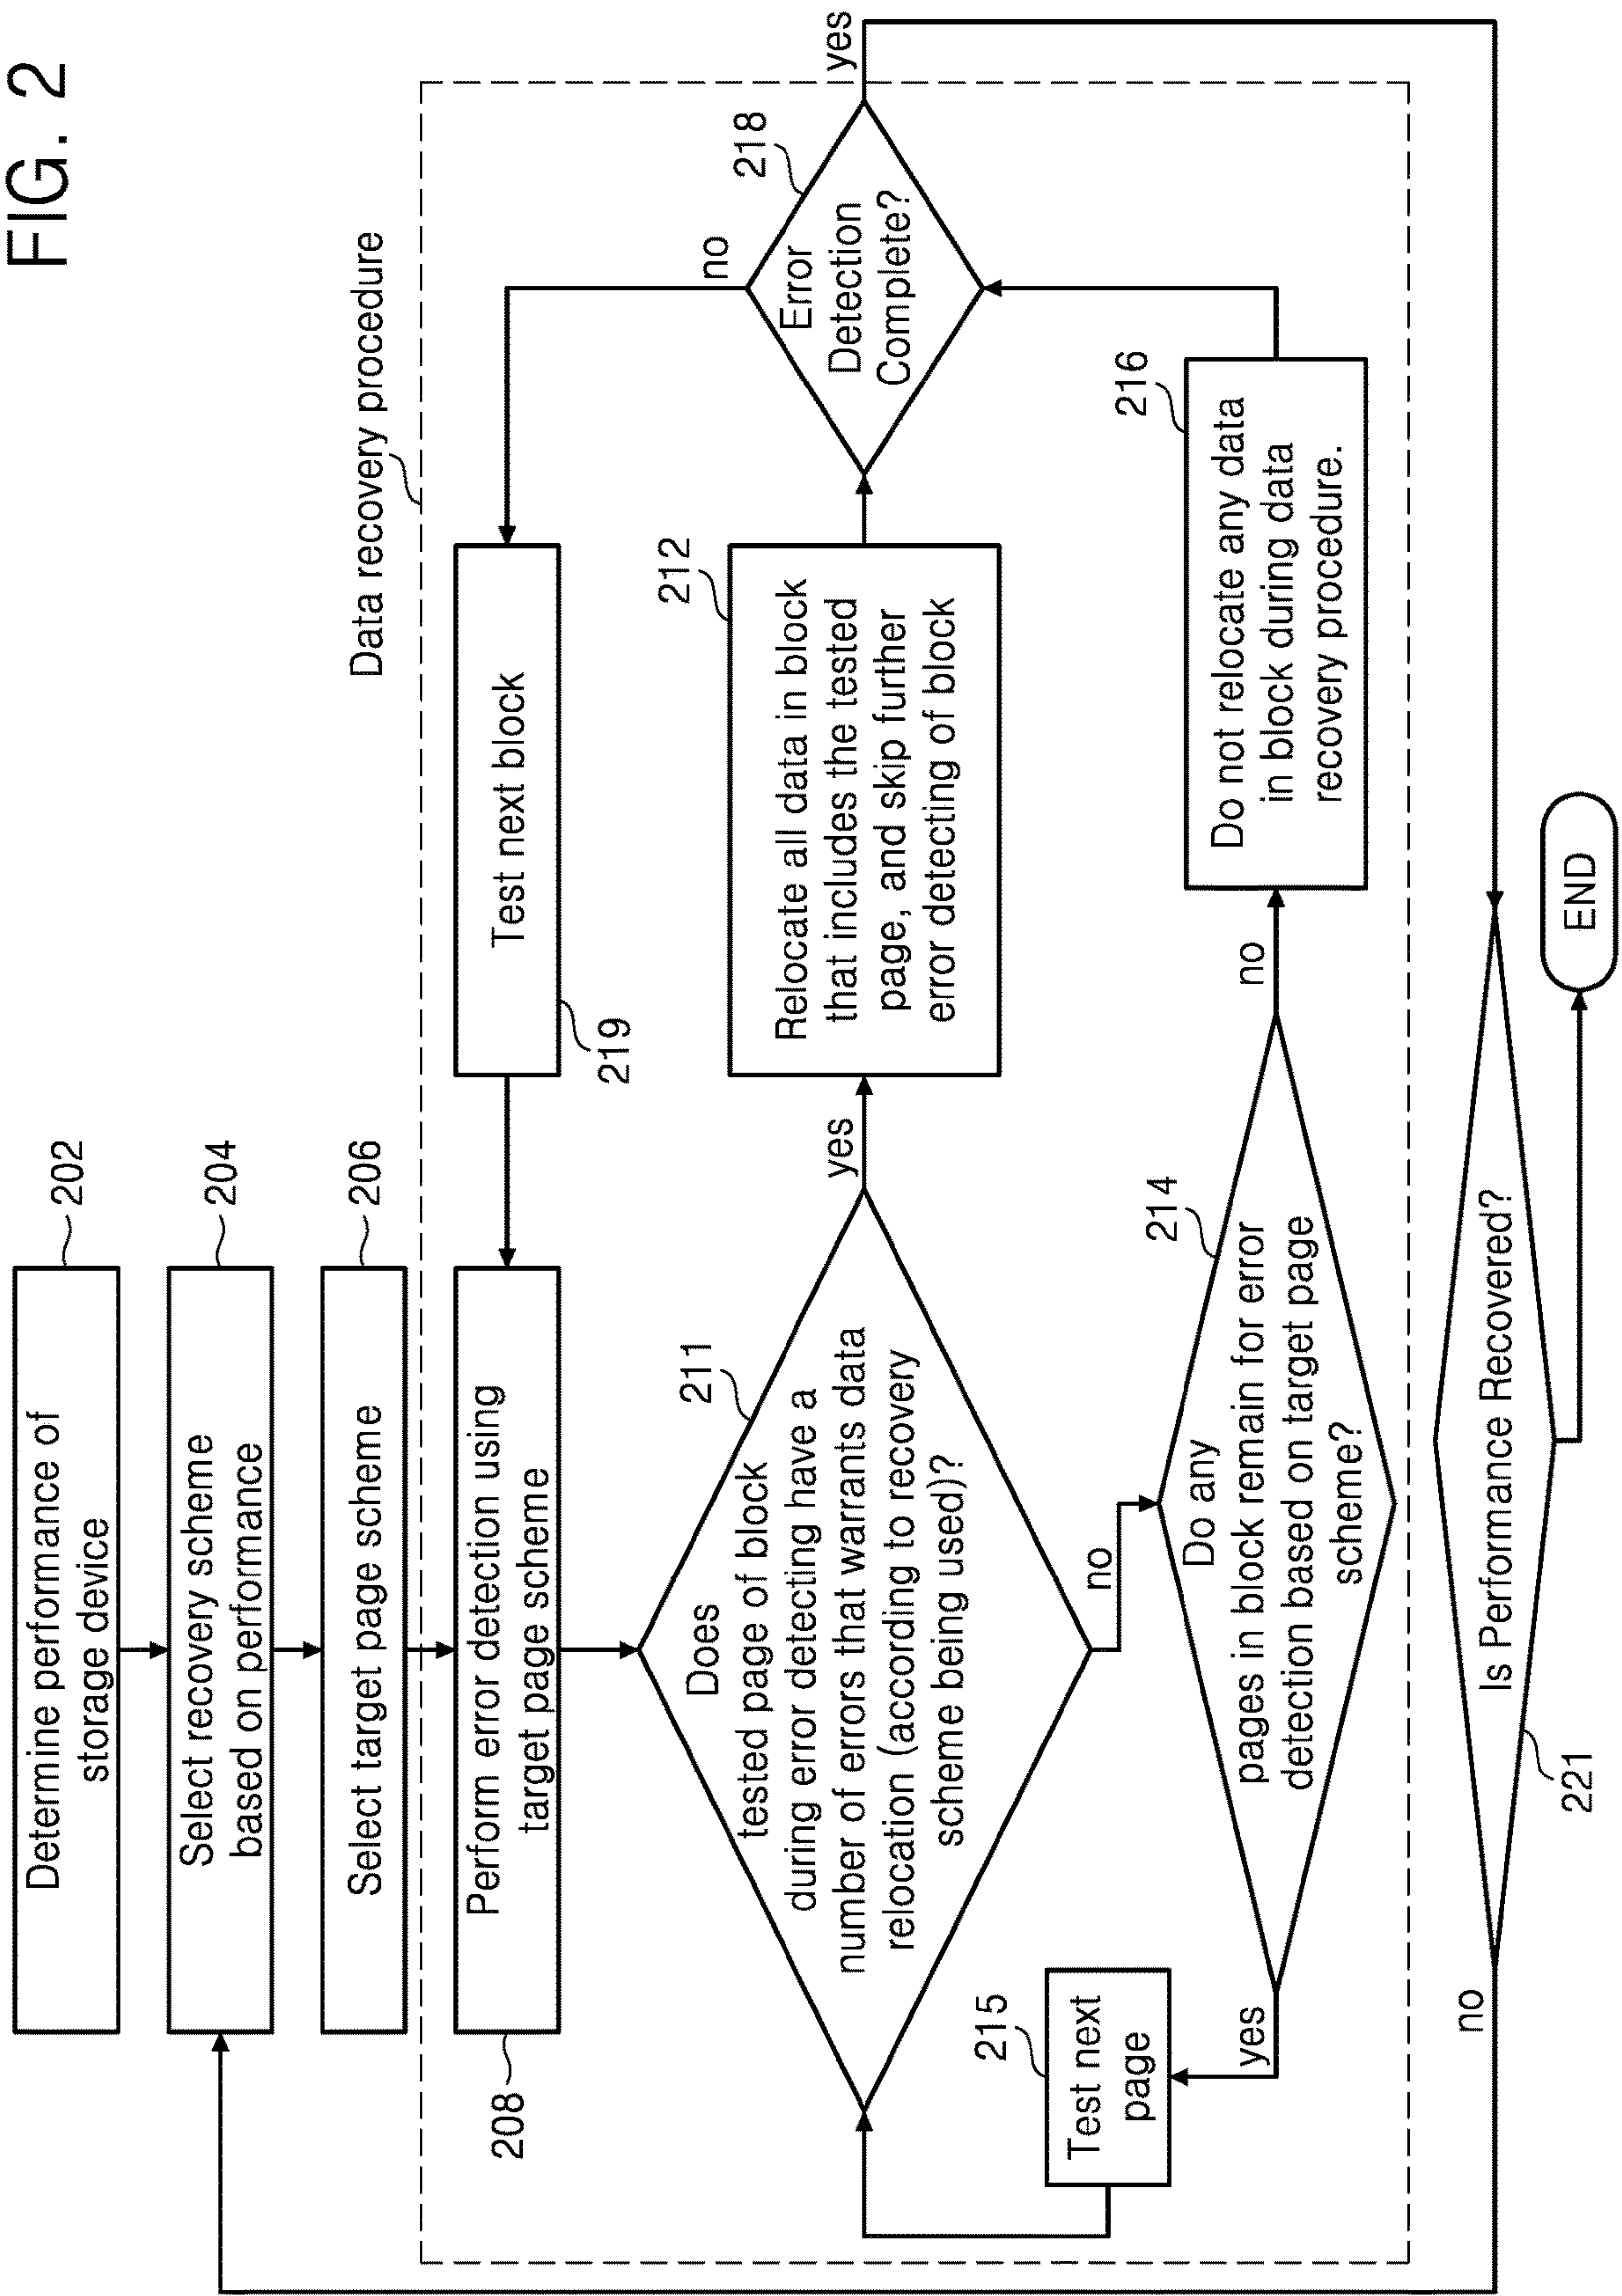 FIG. 2
Determine performance of
storage device
202
Select recovery scheme
based on performance
204
Select target page scheme
206
Data recovery procedure
Perform error detection using
target page scheme
208
Test next block
219
no
yes
Does
tested page of block
during error detecting have a
number of errors that warrants data
relocation (according to recovery
scheme being used)?
211
yes
Relocate all data in block
that includes the tested
page, and skip further
error detecting of block
212
Error
Detection
Complete?
218
no
Test next
page
215
yes
Do any
pages in block remain for error
detection based on target page
scheme?
214
no
Do not relocate any data
in block during data
recovery procedure.
216
no
Is Performance Recovered?
221
END